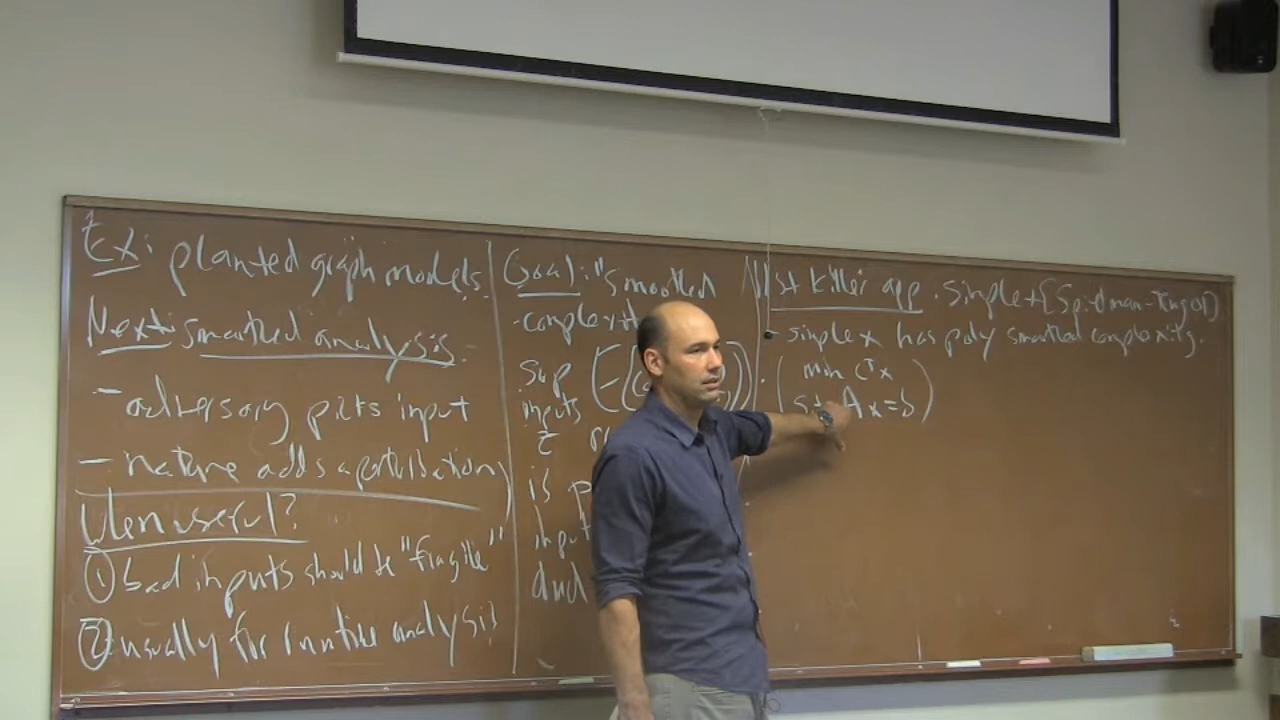 Ex: planted graph models
Next: smoothed analysis.
- adversary picks input
- nature adds a perturbation
When useful?
① bad inputs should be "fragile"
② usually for runtime analysis
Goal: "smoothed
complexity
sup
inputs
z
is
input
and
1st killer app: simplex [Spielman-Teng 01]
- simplex has poly smoothed complexity.
min cᵀx
Ax=b